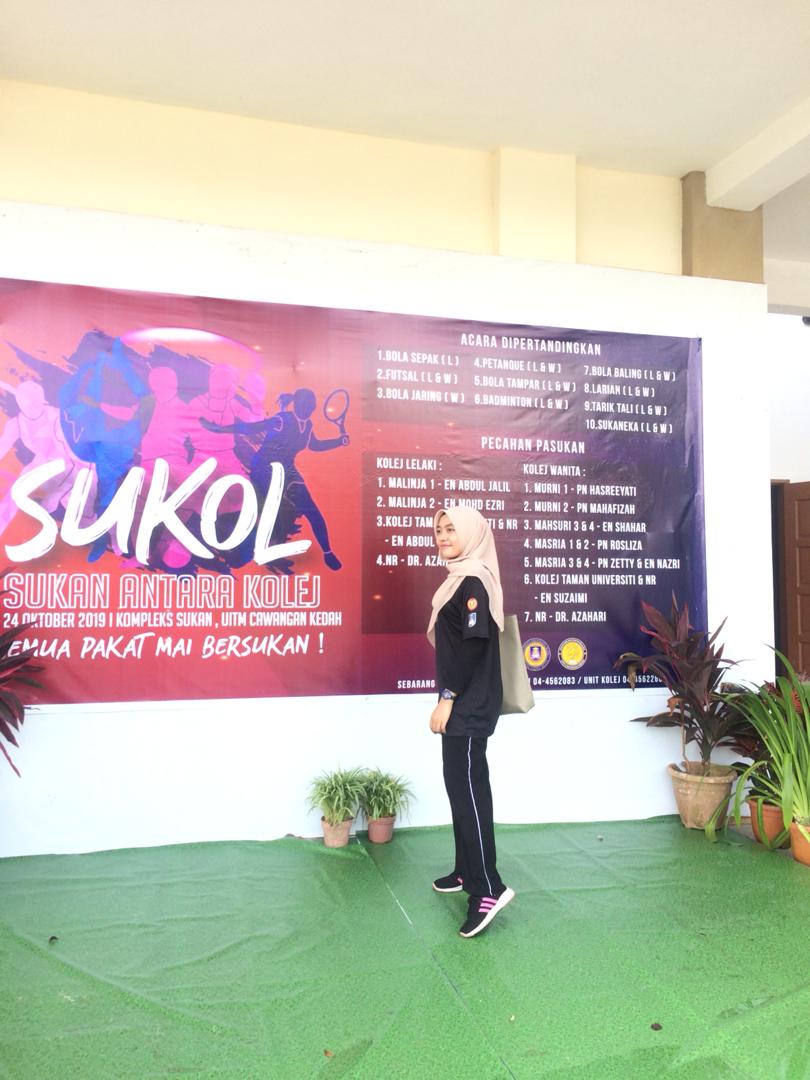 SUKOL
SUKAN ANTARA KOLEJ
24 OKTOBER 2019 | KOMPLEKS SUKAN , UITM CAWANGAN KEDAH
EMUA PAKAT MAI BERSUKAN !
ACARA DIPERTANDINGKAN
1.BOLA SEPAK ( L )
2.FUTSAL ( L & W )
3.BOLA JARING ( W )
4.PETANQUE ( L & W )
5.BOLA TAMPAR ( L & W )
6.BADMINTON ( L & W )
7.BOLA BALING ( L & W )
8.LARIAN ( L & W )
9.TARIK TALI ( L & W )
10.SUKANEKA ( L & W )
PECAHAN PASUKAN
KOLEJ LELAKI :
1. MALINJA 1 - EN ABDUL JALIL
2. MALINJA 2 - EN MOHD EZRI
3.KOLEJ TAM TI & NR
- EN ABDUL
4.NR - DR. AZA
KOLEJ WANITA :
1. MURNI 1 - PN HASREEYATI
2. MURNI 2 - PN MAHAFIZAH
3. MAHSURI 3 & 4 - EN SHAHAR
4. MASRIA 1 & 2 - PN ROSLIZA
5. MASRIA 3 & 4 - PN ZETTY & EN NAZRI
6. KOLEJ TAMAN UNIVERSITI & NR
- EN SUZAIMI
7. NR - DR. AZAHARI
SEBARANG 04-4562083 / UNIT KOLEJ